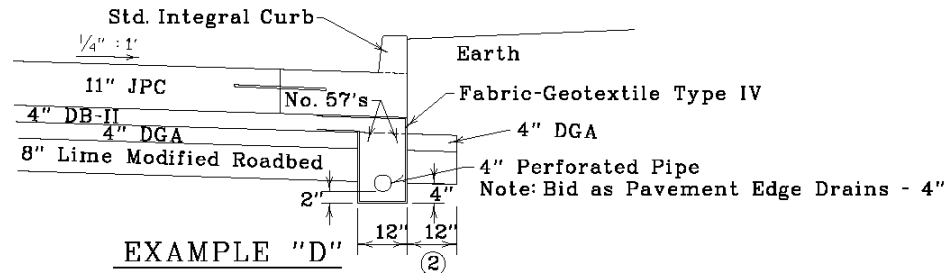 Std. Integral Curb
1/4" : 1'
Earth
11" JPC
No. 57's
Fabric-Geotextile Type IV
4" DB-II
4" DGA
4" DGA
8" Lime Modified Roadbed
4" Perforated Pipe
Note: Bid as Pavement Edge Drains - 4"
2"
4"
12"
12"
EXAMPLE "D"
2